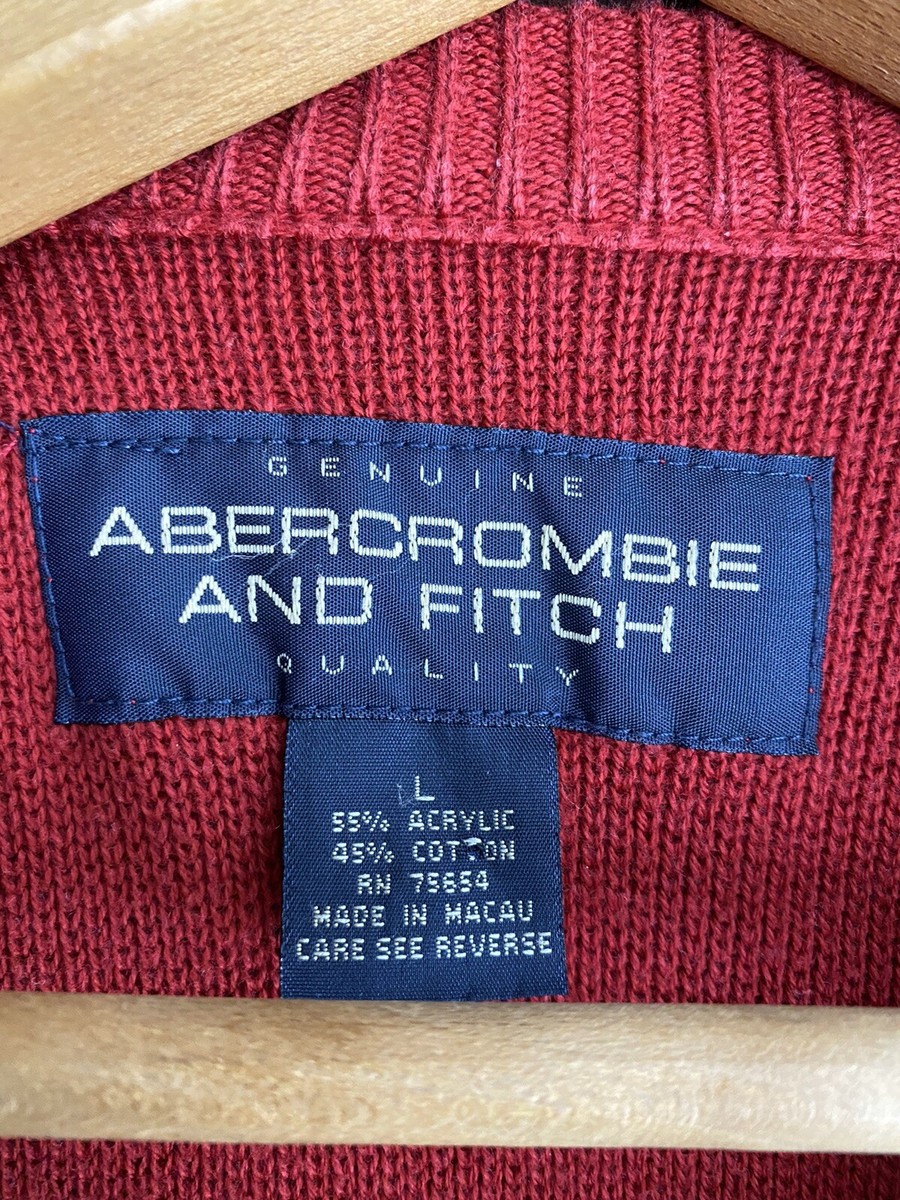 GENUINE
ABERCROMBIE
AND FITCH
QUALITY
L
55% ACRYLIC
45% COTTON
RN 75654
MADE IN MACAU
CARE SEE REVERSE